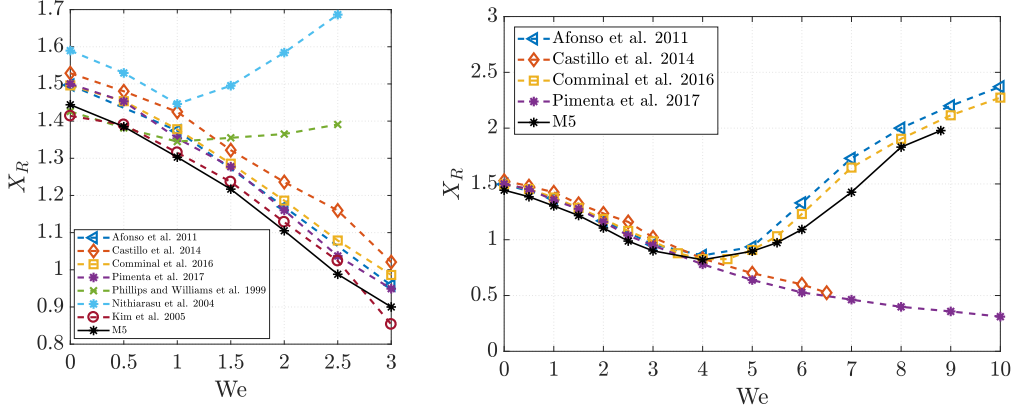 1.7
1.6
1.5
1.4
1.3
1.2
1.1
1
0.9
0.8
X_R
Afonso et al. 2011
Castillo et al. 2014
Comminal et al. 2016
Pimenta et al. 2017
Phillips and Williams et al. 1999
Nithiarasu et al. 2004
Kim et al. 2005
M5
0 0.5 1 1.5 2 2.5 3
We
3
2.5
2
1.5
1
0.5
0
X_R
Afonso et al. 2011
Castillo et al. 2014
Comminal et al. 2016
Pimenta et al. 2017
M5
0 1 2 3 4 5 6 7 8 9 10
We